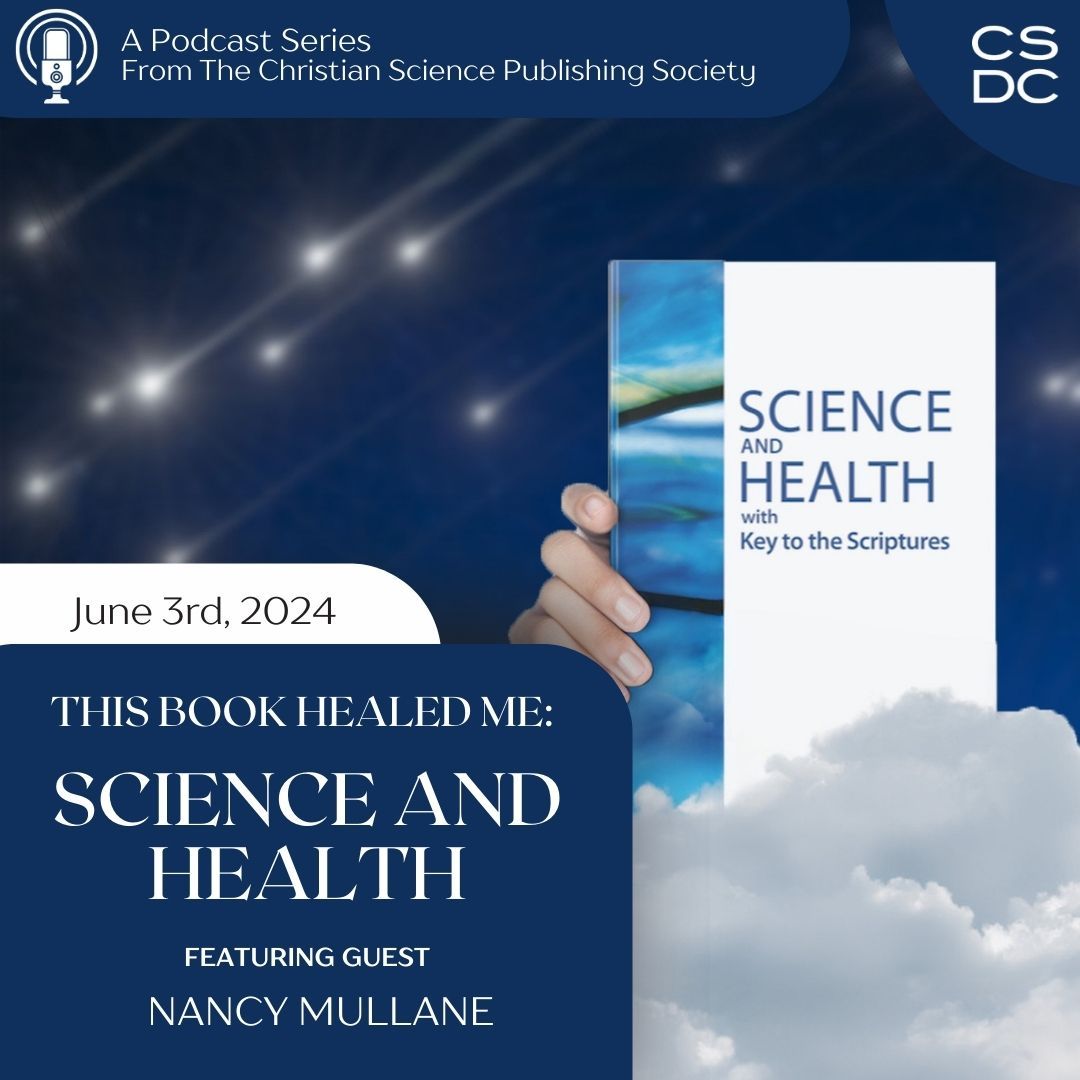 A Podcast Series
From The Christian Science Publishing Society
CS
DC
SCIENCE
AND
HEALTH
with
Key to the Scriptures
June 3rd, 2024
THIS BOOK HEALED ME:
SCIENCE AND
HEALTH
FEATURING GUEST
NANCY MULLANE